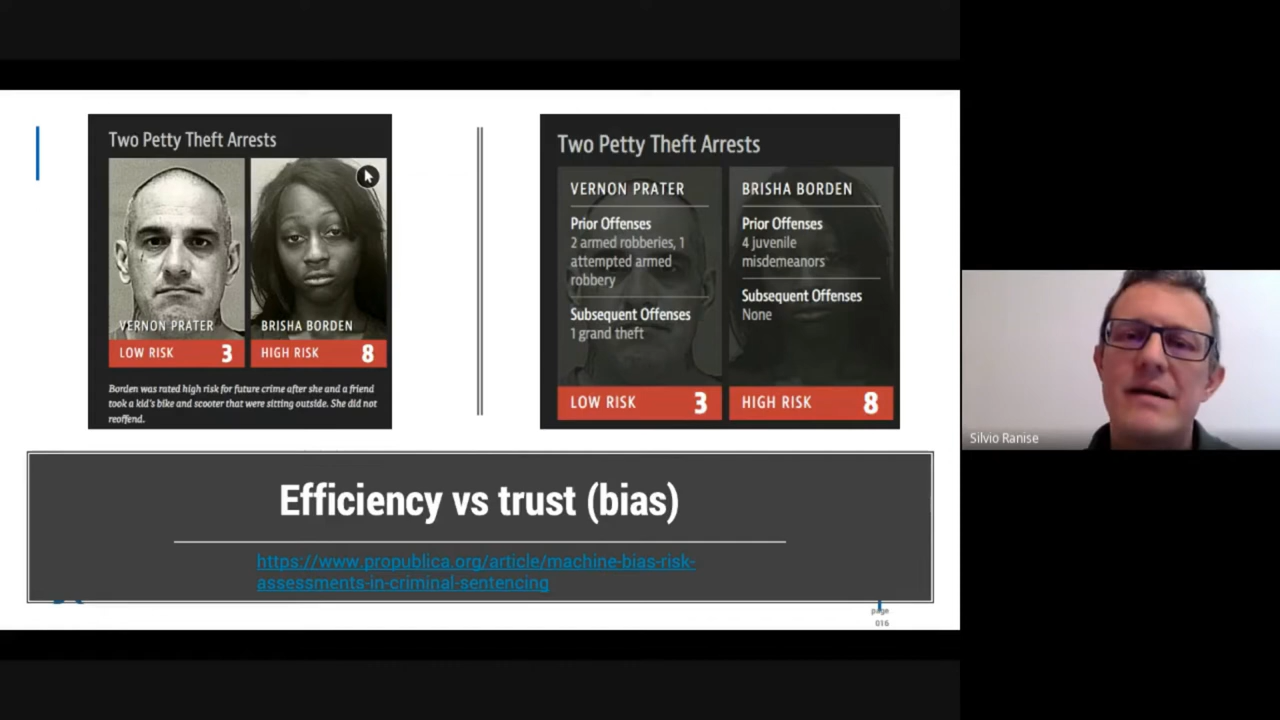 Two Petty Theft Arrests
VERNON PRATER
BRISHA BORDEN
LOW RISK 3
HIGH RISK 8
Borden was rated high risk for future crime after she and a friend
took a kid's bike and scooter that were sitting outside. She did not
reoffend.
Two Petty Theft Arrests
VERNON PRATER
Prior Offenses
2 armed robberies, 1
attempted armed
robbery
Subsequent Offenses
1 grand theft
LOW RISK 3
BRISHA BORDEN
Prior Offenses
4 juvenile
misdemeanors
Subsequent Offenses
None
HIGH RISK 8
Efficiency vs trust (bias)
https://www.propublica.org/article/machine-bias-risk-
assessments-in-criminal-sentencing
page
016
Silvio Ranise